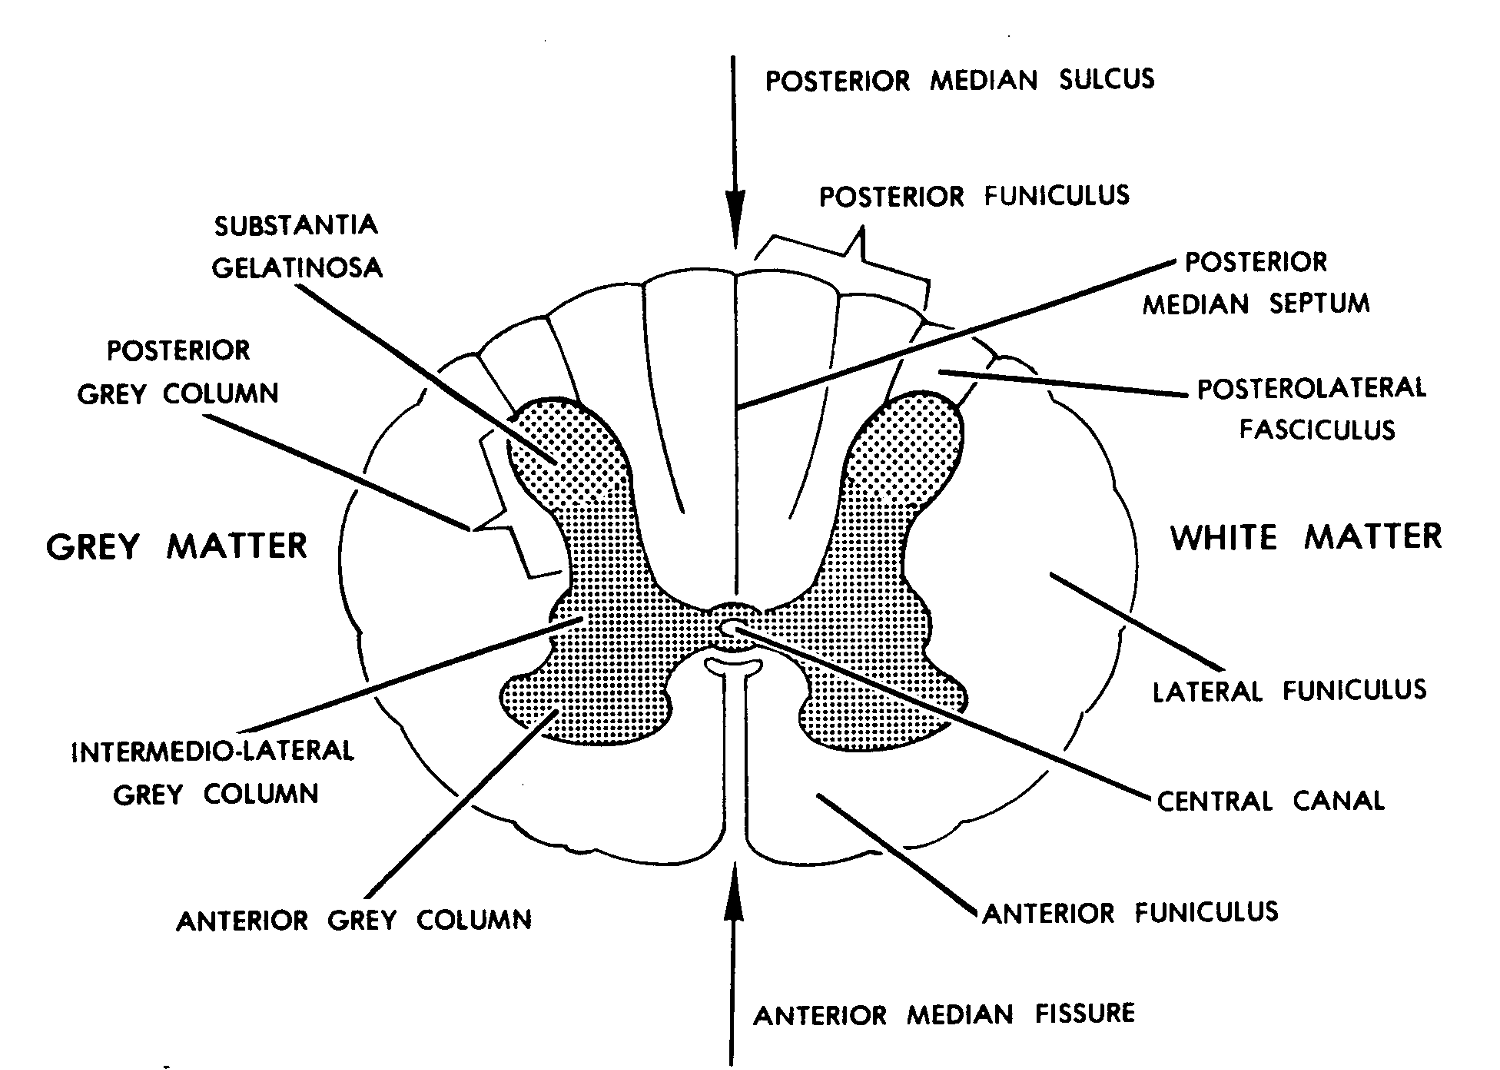 POSTERIOR MEDIAN SULCUS
POSTERIOR FUNICULUS
SUBSTANTIA
GELATINOSA
POSTERIOR
MEDIAN SEPTUM
POSTERIOR
GREY COLUMN
POSTEROLATERAL
FASCICULUS
GREY MATTER
WHITE MATTER
LATERAL FUNICULUS
INTERMEDIO-LATERAL
GREY COLUMN
CENTRAL CANAL
ANTERIOR GREY COLUMN
ANTERIOR FUNICULUS
ANTERIOR MEDIAN FISSURE